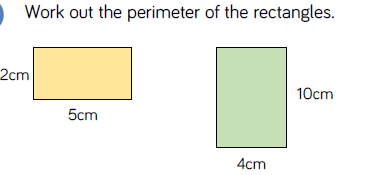 Work out the perimeter of the rectangles.
2cm
5cm
10cm
4cm